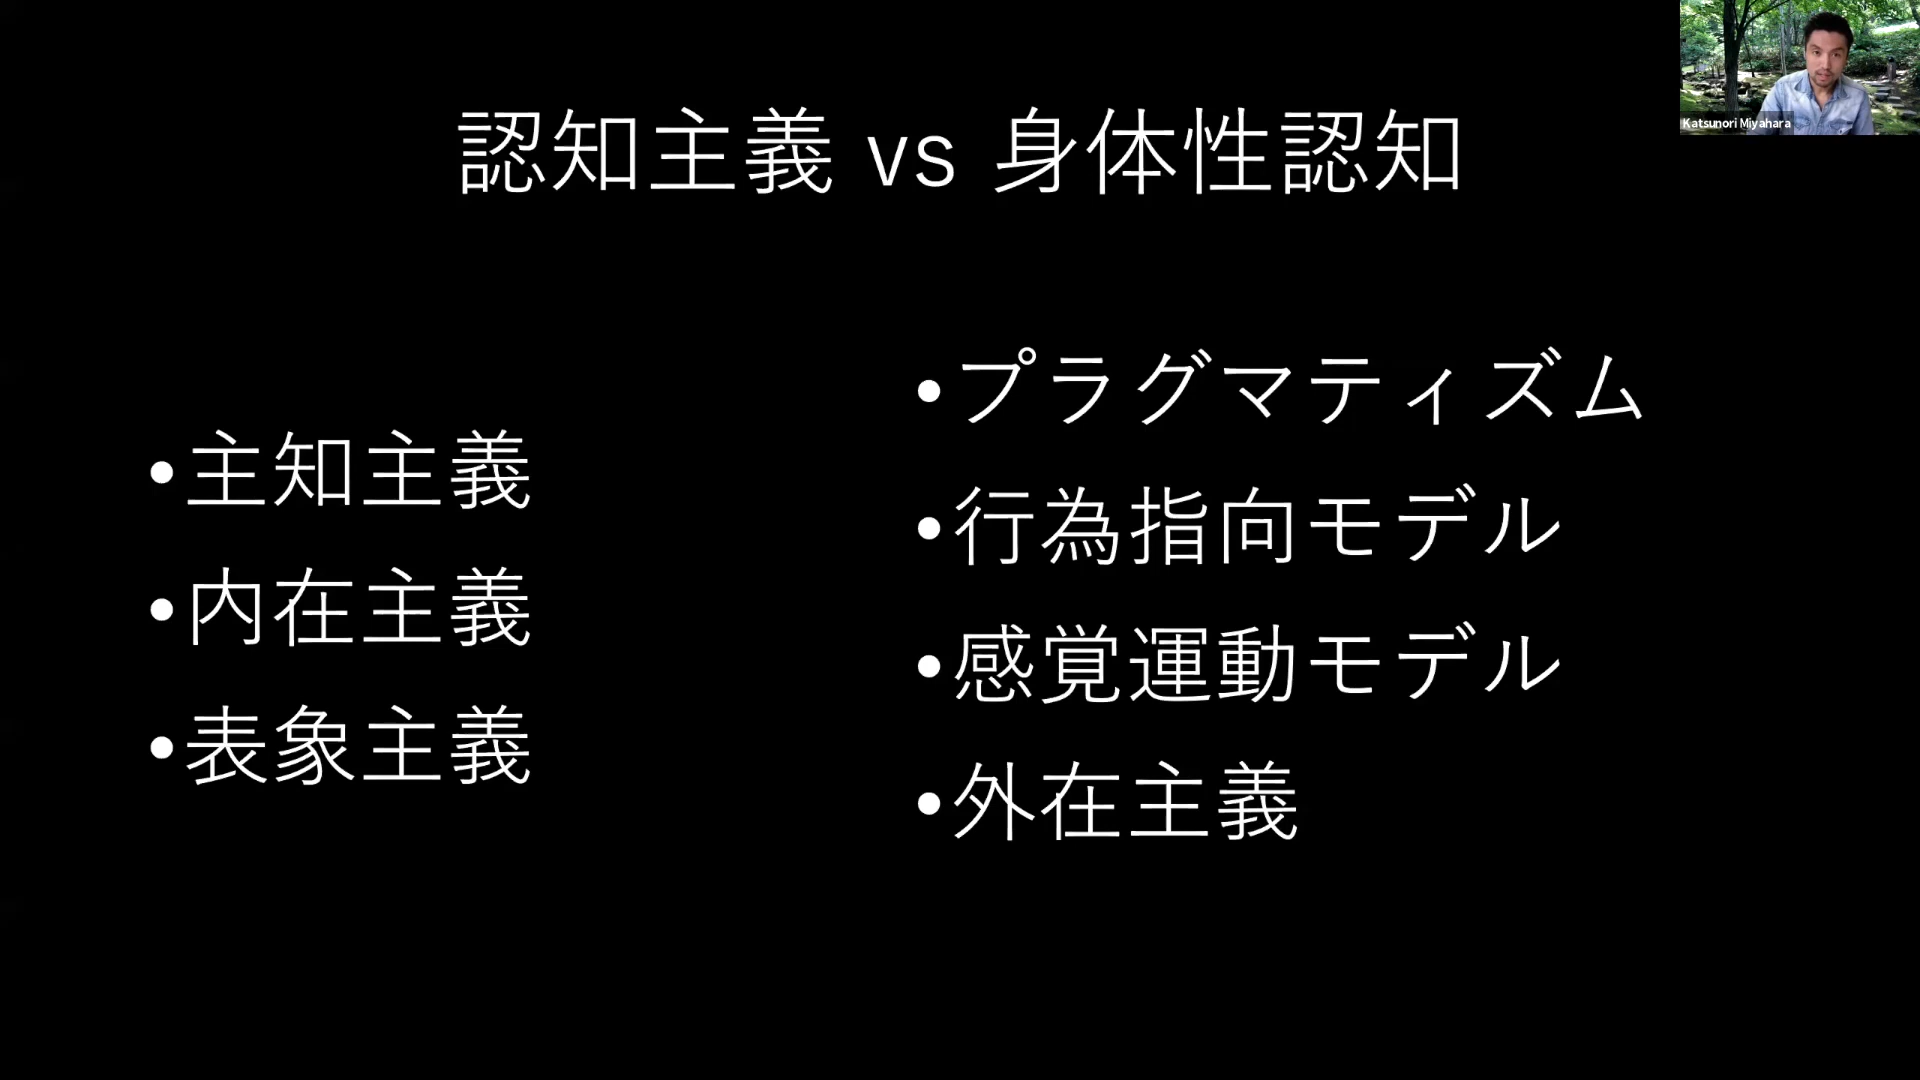 認知主義 vs 身体性認知
•主知主義
•内在主義
•表象主義
•プラグマティズム
•行為指向モデル
•感覚運動モデル
•外在主義
Katsunori Miyahara